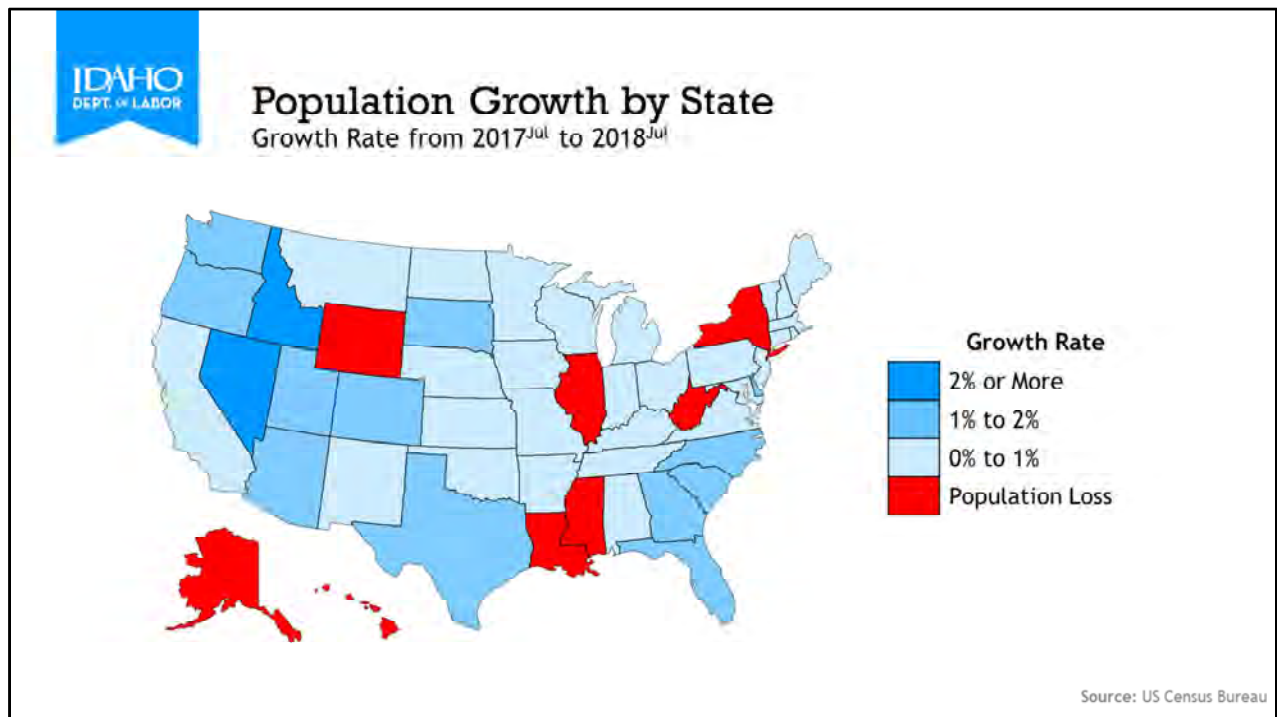 IDAHO
DEPT. OF LABOR
Population Growth by State
Growth Rate from 2017Jul to 2018Jul
Growth Rate
2% or More
1% to 2%
0% to 1%
Population Loss
Source: US Census Bureau